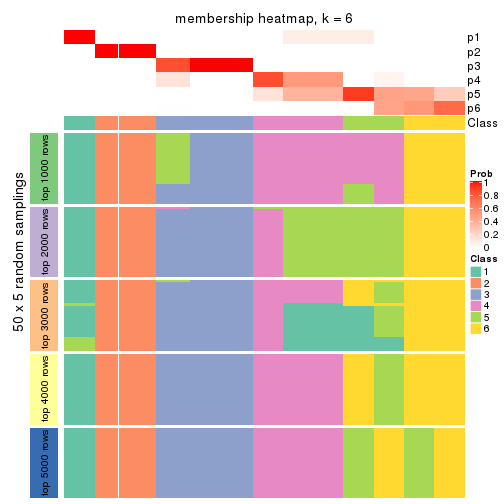 membership heatmap, k = 6
p1
p2
p3
p4
p5
p6
Class
50 x 5 random samplings
top 1000 rows
top 2000 rows
top 3000 rows
top 4000 rows
top 5000 rows
Prob
1
0.8
0.6
0.4
0.2
0
Class
1
2
3
4
5
6